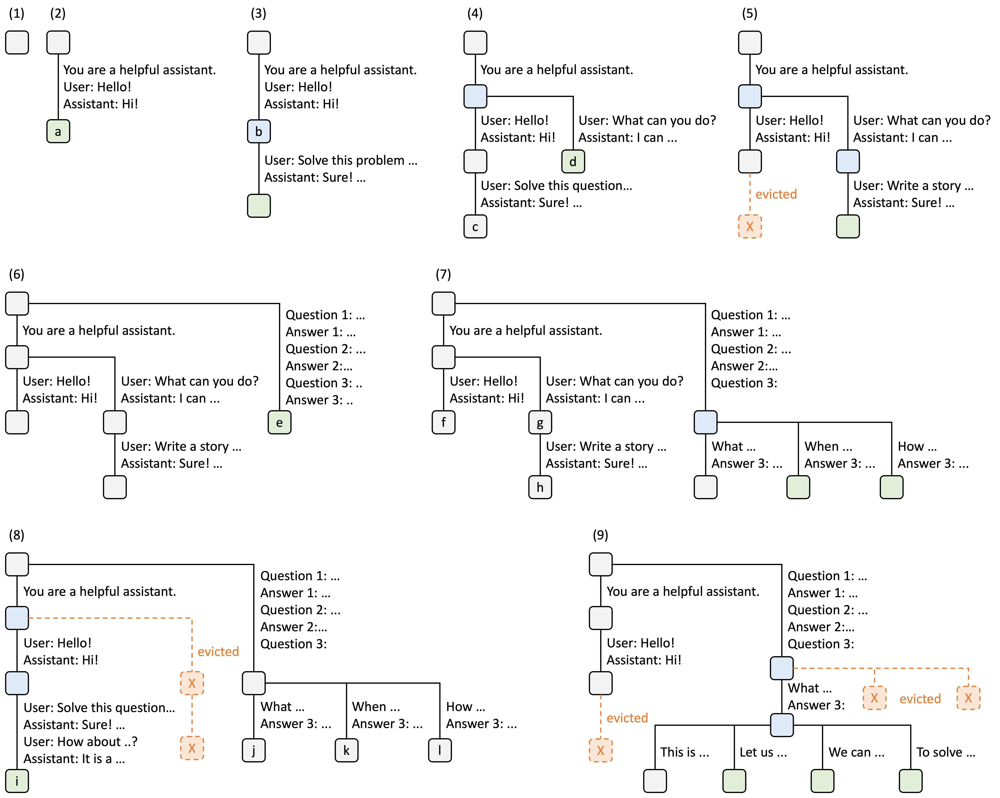 (1)
(2)
You are a helpful assistant.
User: Hello!
Assistant: Hi!
a
(3)
You are a helpful assistant.
User: Hello!
Assistant: Hi!
b
User: Solve this problem ...
Assistant: Sure! ...
(4)
You are a helpful assistant.
User: Hello!
Assistant: Hi!
User: What can you do?
Assistant: I can ...
d
User: Solve this question...
Assistant: Sure! ...
c
(5)
You are a helpful assistant.
User: Hello!
Assistant: Hi!
User: What can you do?
Assistant: I can ...
evicted
X
User: Write a story ...
Assistant: Sure! ...
(6)
You are a helpful assistant.
User: Hello!
Assistant: Hi!
User: What can you do?
Assistant: I can ...
User: Write a story ...
Assistant: Sure! ...
Question 1: ...
Answer 1: ...
Question 2: ...
Answer 2:...
Question 3: ..
Answer 3: ..
e
(7)
You are a helpful assistant.
User: Hello!
Assistant: Hi!
f
User: What can you do?
Assistant: I can ...
g
User: Write a story ...
Assistant: Sure! ...
h
Question 1: ...
Answer 1: ...
Question 2: ...
Answer 2:...
Question 3:
What ...
Answer 3: ...
When ...
Answer 3: ...
How ...
Answer 3: ...
(8)
You are a helpful assistant.
User: Hello!
Assistant: Hi!
User: Solve this question...
Assistant: Sure! ...
User: How about ..?
Assistant: It is a ...
i
evicted
X
X
Question 1: ...
Answer 1: ...
Question 2: ...
Answer 2:...
Question 3:
What ...
Answer 3: ...
j
When ...
Answer 3: ...
k
How ...
Answer 3: ...
l
(9)
You are a helpful assistant.
User: Hello!
Assistant: Hi!
evicted
X
Question 1: ...
Answer 1: ...
Question 2: ...
Answer 2:...
Question 3:
What ...
Answer 3:
X
evicted
X
This is ...
Let us ...
We can ...
To solve ...